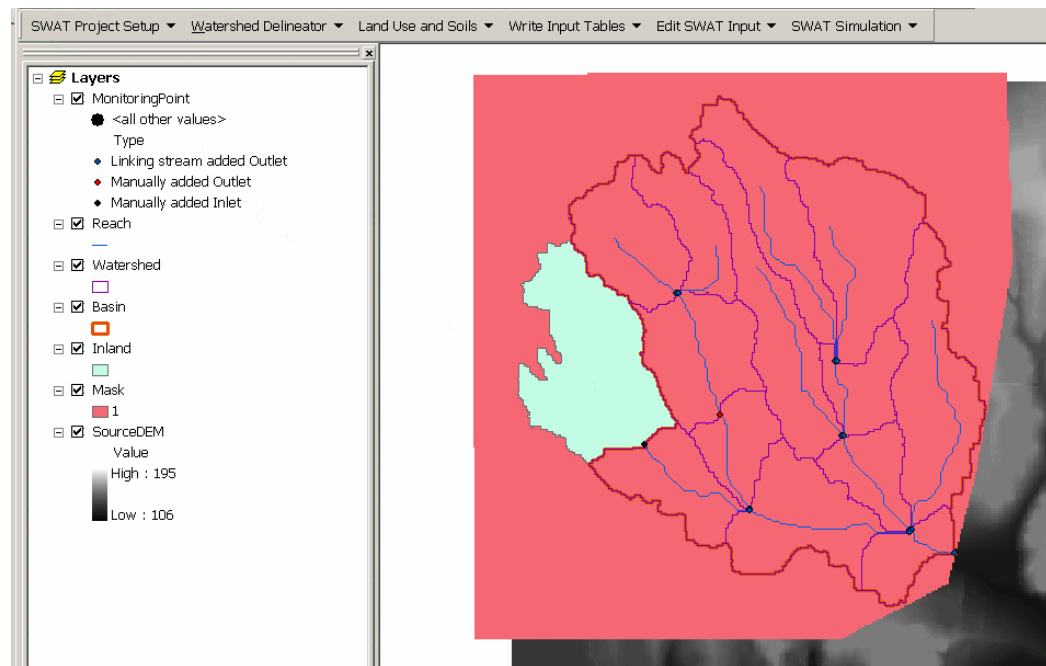 SWAT Project Setup Watershed Delineator Land Use and Soils Write Input Tables Edit SWAT Input SWAT Simulation
Layers
MonitoringPoint
<all other values>
Type
Linking stream added Outlet
Manually added Outlet
Manually added Inlet
Reach
Watershed
Basin
Inland
Mask
1
SourceDEM
Value
High : 195
Low : 106